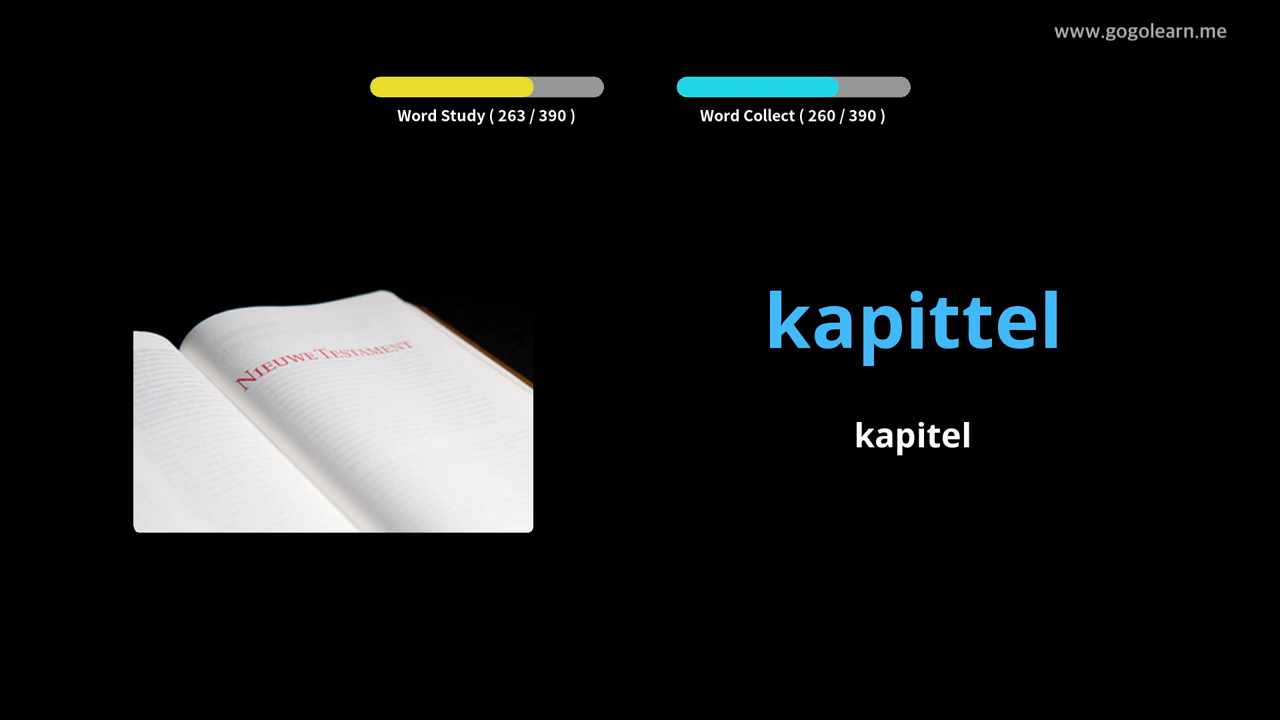 www.gogolearn.me
Word Study ( 263 / 390 )
Word Collect ( 260 / 390 )
NIEUWE TESTAMENT
kapittel
kapitel